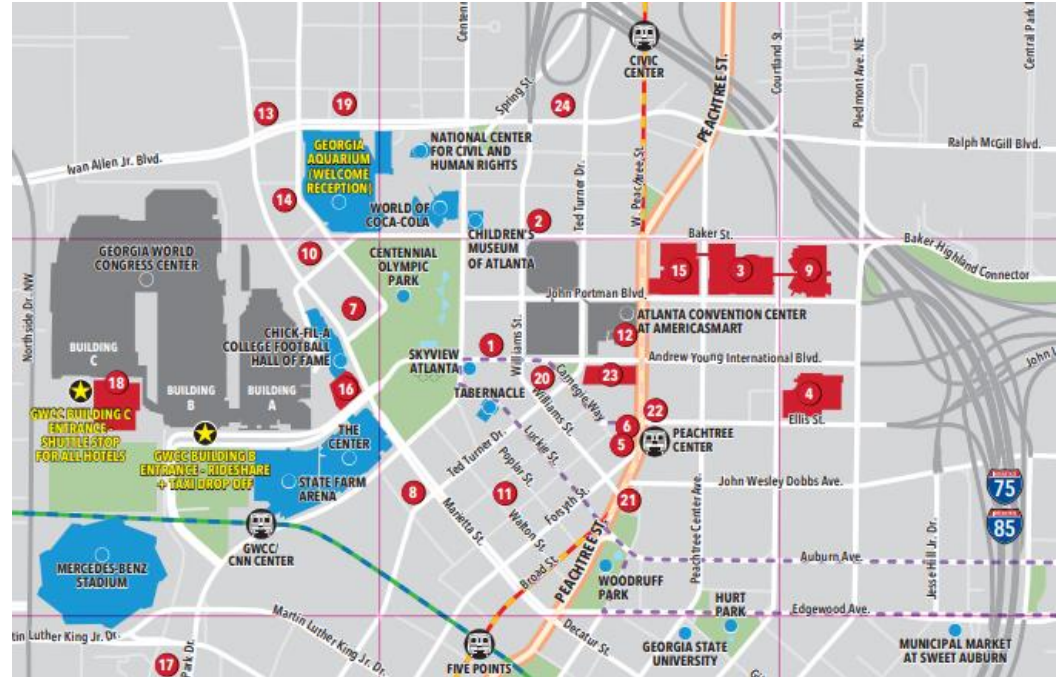 Centen
CIVIC
CENTER
PEACHTREE ST.
Courtland St.
Piedmont Ave. NE
Central Park
Spring St.
13
19
24
Ivan Allen Jr. Blvd.
GEORGIA
AQUARIUM
(WELCOME
RECEPTION)
NATIONAL CENTER
FOR CIVIL AND
HUMAN RIGHTS
Ralph McGill Blvd.
Ted Turner Dr.
W. Peachtree St.
14
WORLD OF
COCA-COLA
2
CHILDREN'S
MUSEUM
OF ATLANTA
Baker St.
Baker Highland
Connector
GEORGIA WORLD
CONGRESS CENTER
10
CENTENNIAL
OLYMPIC
PARK
15
3
9
John Portman Blvd.
Northside Dr. NW
7
Williams St.
ATLANTA CONVENTION CENTER
AT AMERICASMART
12
CHICK-FIL-A
COLLEGE FOOTBALL
HALL OF FAME
1
Andrew Young International Blvd.
John
BUILDING
C
SKYVIEW
ATLANTA
18
BUILDING
B
BUILDING
A
16
20
Carnegie Way
23
4
TABERNACLE
Williams St.
22
Ellis St.
GWCC BUILDING C
ENTRANCE -
SHUTTLE STOP
FOR ALL HOTELS
GWCC BUILDING B
ENTRANCE - RIDESHARE
+ TAXI DROP OFF
THE
CENTER
6
5
PEACHTREE
CENTER
Ted Turner Dr.
Luckie St.
Poplar St.
STATE FARM
ARENA
8
11
21
John Wesley Dobbs Ave.
75
85
Marietta St.
Walton St.
Forsyth St.
GWCC/
CNN CENTER
Peachtree Center Ave.
Jesse Hill Jr. Dr.
MERCEDES-BENZ
STADIUM
Broad St.
PEACHTREE ST.
WOODRUFF
PARK
Auburn Ave.
HURT
PARK
Edgewood Ave.
Martin Luther King Jr. Dr.
tin Luther King Jr. Dr.
Decatur St.
17
Park Dr.
FIVE POINTS
GEORGIA STATE
UNIVERSITY
MUNICIPAL MARKET
AT SWEET AUBURN